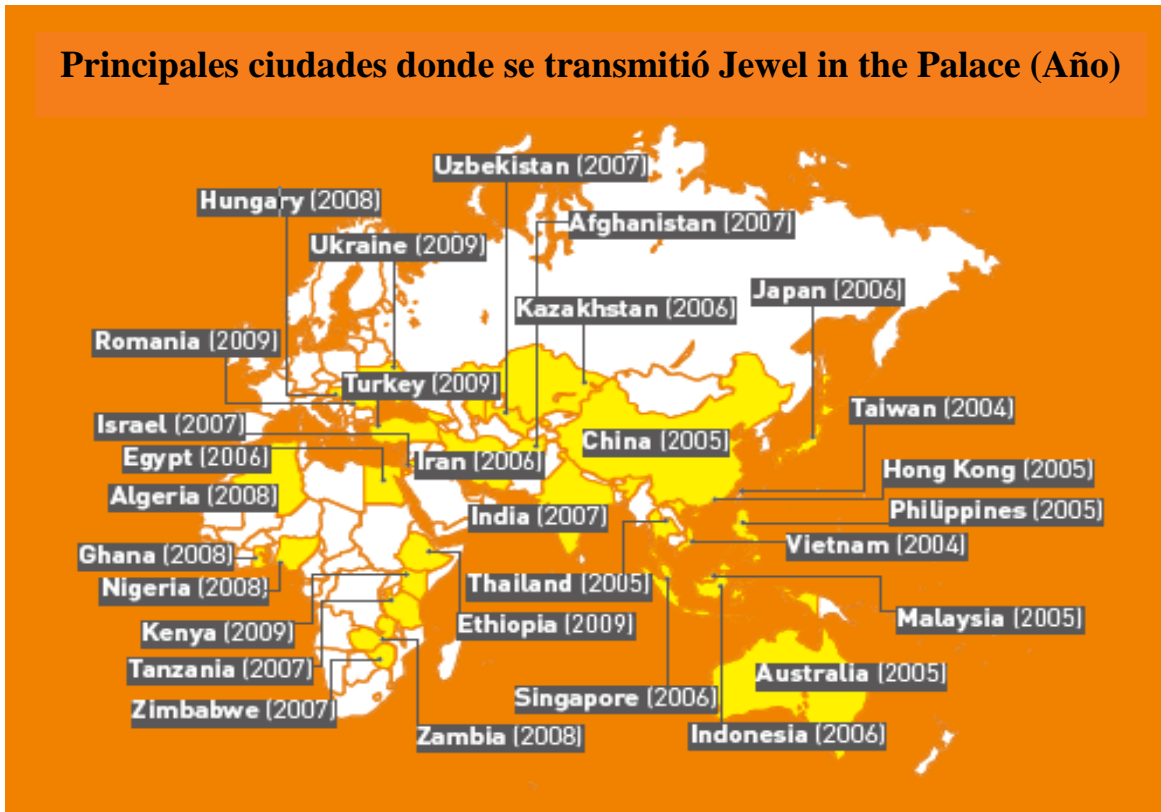 Principales ciudades donde se transmitió Jewel in the Palace (Año)
Uzbekistan (2007)
Hungary (2008)
Afghanistan (2007)
Ukraine (2009)
Japan (2006)
Kazakhstan (2006)
Romania (2009)
Turkey (2009)
Taiwan (2004)
Israel (2007)
China (2005)
Egypt (2006)
Iran (2006)
Hong Kong (2005)
Algeria (2008)
Philippines (2005)
India (2007)
Vietnam (2004)
Ghana (2008)
Nigeria (2008)
Thailand (2005)
Malaysia (2005)
Kenya (2009)
Ethiopia (2009)
Tanzania (2007)
Australia (2005)
Singapore (2006)
Zimbabwe (2007)
Zambia (2008)
Indonesia (2006)